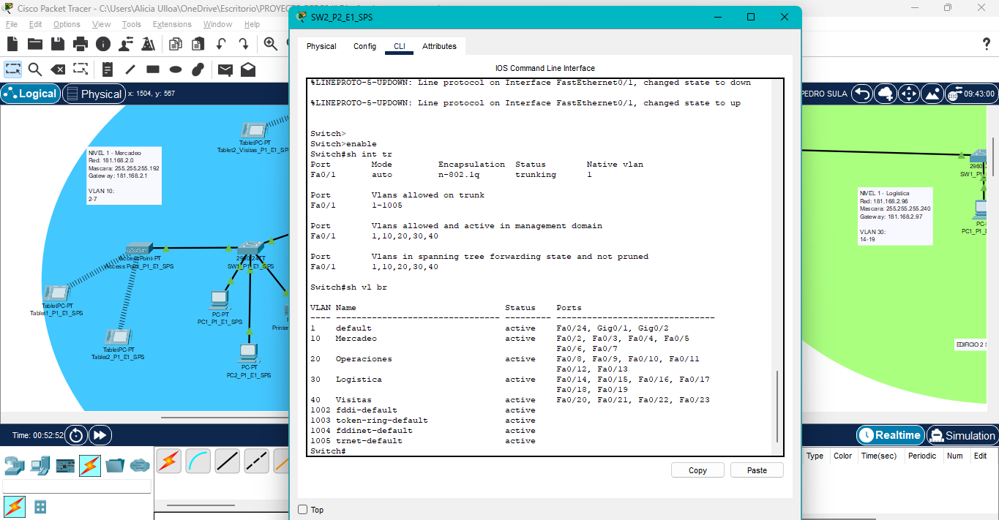 Cisco Packet Tracer - C:\Users\Alicia Ulloa\OneDrive\Escritorio\PROYECT
File Edit Options View Tools Extensions Window Help
Logical Physical x: 1504, y: 567
EDRO SULA 09:43:00
SW2_P2_E1_SPS
Physical Config CLI Attributes
IOS Command Line Interface
%LINEPROTO-5-UPDOWN: Line protocol on Interface FastEthernet0/1, changed state to down
%LINEPROTO-5-UPDOWN: Line protocol on Interface FastEthernet0/1, changed state to up
Switch>
Switch>enable
Switch#sh int tr
Port Mode Encapsulation Status Native vlan
Fa0/1 auto n-802.1q trunking 1
Port Vlans allowed on trunk
Fa0/1 1-1005
Port Vlans allowed and active in management domain
Fa0/1 1,10,20,30,40
Port Vlans in spanning tree forwarding state and not pruned
Fa0/1 1,10,20,30,40
Switch#sh vl br
VLAN Name Status Ports
---- -------------------------------- --------- -------------------------------
1 default active Fa0/24, Gig0/1, Gig0/2
10 Mercadeo active Fa0/2, Fa0/3, Fa0/4, Fa0/5
Fa0/6, Fa0/7
20 Operaciones active Fa0/8, Fa0/9, Fa0/10, Fa0/11
Fa0/12, Fa0/13
30 Logistica active Fa0/14, Fa0/15, Fa0/16, Fa0/17
Fa0/18, Fa0/19
40 Visitas active Fa0/20, Fa0/21, Fa0/22, Fa0/23
1002 fddi-default active
1003 token-ring-default active
1004 fddinet-default active
1005 trnet-default active
Switch#
Copy Paste
Top
TabletPC-PT
Tablet2_Visitas_P1_E1_SP
NIVEL 1 - Mercadeo
Red: 181.168.2.0
Mascara: 255.255.255.192
Gateway: 181.168.2.1
VLAN 10:
2-7
AccessPoint-PT
Access Point_P1_E1_SPS
2960-24TT
SW1_P1_E1_SPS
TabletPC-PT
Tablet1_P1_E1_SPS
PC-PT
PC1_P1_E1_SPS
Printer
TabletPC-PT
Tablet2_P1_E1_SPS
PC-PT
PC2_P1_E1_SPS
2960
SW1_P1
NIVEL 1 - Logistica
Red: 181.168.2.96
Mascara: 255.255.255.240
Gateway: 181.168.2.97
VLAN 30:
14-19
PC-
PC1_P1_E
EDIFICIO 2 S
Time: 00:52:52
Realtime Simulation
Type Color Time(sec) Periodic Num Edit